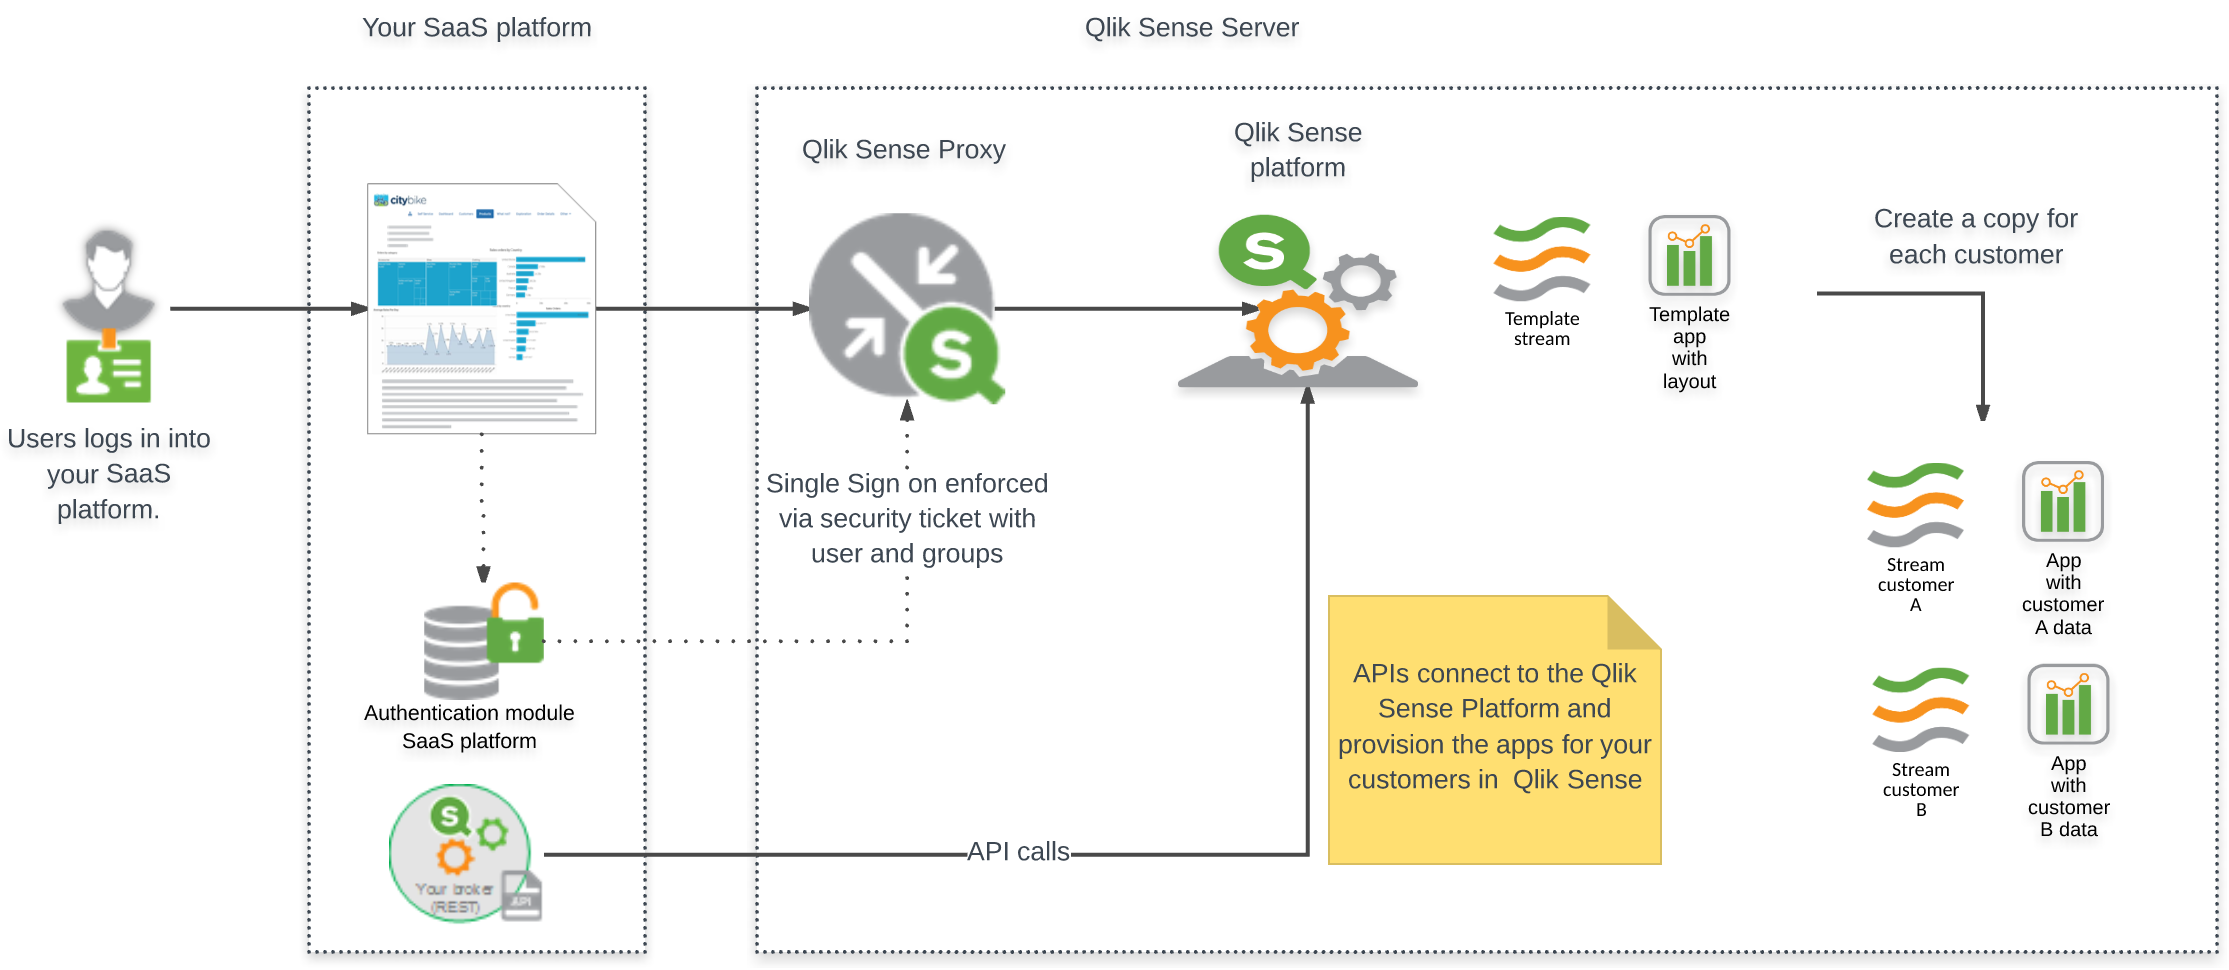 Your SaaS platform
Qlik Sense Server
Users logs in into
your SaaS
platform.
citybike
Authentication module
SaaS platform
Your broker
(REST)
API
Qlik Sense Proxy
Single Sign on enforced
via security ticket with
user and groups
API calls
Qlik Sense
platform
APIs connect to the Qlik
Sense Platform and
provision the apps for your
customers in  Qlik Sense
Template
stream
Template
app
with
layout
Create a copy for
each customer
Stream
customer
A
App
with
customer
A data
Stream
customer
B
App
with
customer
B data